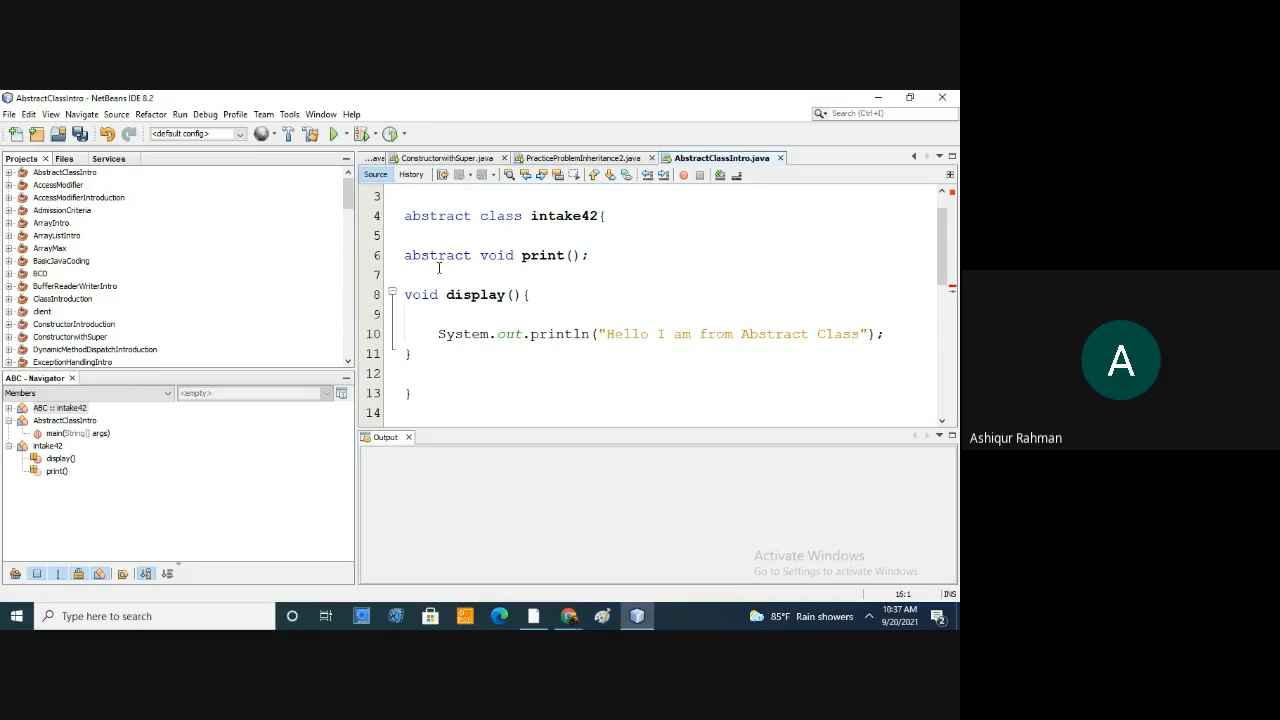 AbstractClassIntro - NetBeans IDE 8.2
File Edit View Navigate Source Refactor Run Debug Profile Team Tools Window Help
Search (Ctrl+I)
<default config>
Projects Files Services
...ava ConstructorwithSuper.java PracticeProblemInheritance2.java AbstractClassIntro.java
Source History
AbstractClassIntro
AccessModifier
AccessModifierIntroduction
AdmissionCriteria
ArrayIntro
ArrayListIntro
ArrayMax
BasicJavaCoding
BCD
BufferReaderWriterIntro
ClassIntroduction
client
ConstructorIntroduction
ConstructorwithSuper
DynamicMethodDispatchIntroduction
ExceptionHandlingIntro
3
4 abstract class intake42{
5
6 abstract void print();
7
8 void display(){
9
10 System.out.println("Hello I am from Abstract Class");
11 }
12
13 }
14
ABC - Navigator
Members <empty>
ABC :: intake42
AbstractClassIntro
main(String[] args)
intake42
display()
print()
Output
Activate Windows
Go to Settings to activate Windows.
16:1 INS
Type here to search
85°F Rain showers
10:37 AM
9/20/2021
2
A
Ashiqur Rahman